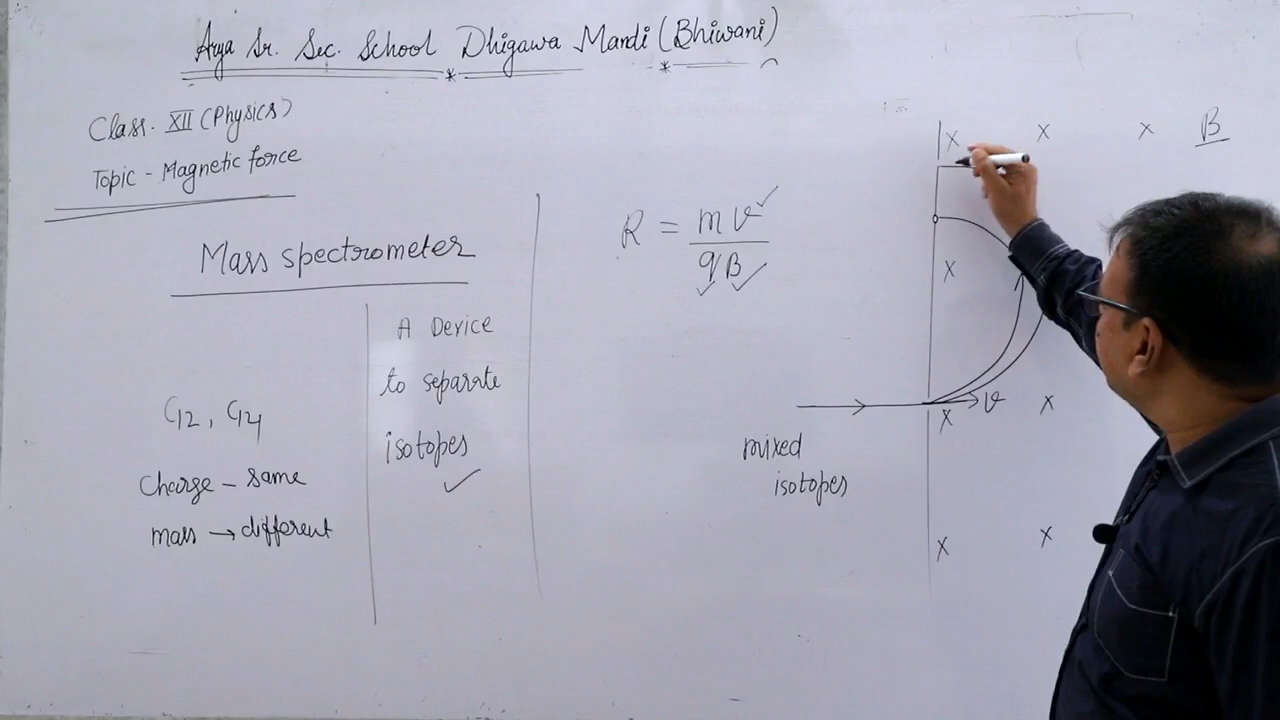 Arya Sr. Sec. School Dhigawa Mandi (Bhiwani)
Class. XII (Physics)
Topic - Magnetic force
Mass spectrometer
C12, C14
Charge - same
mass → different
A Device
to separate
isotopes
R = mv / qB
mixed
isotopes
x x x B
x
v
x x
x x